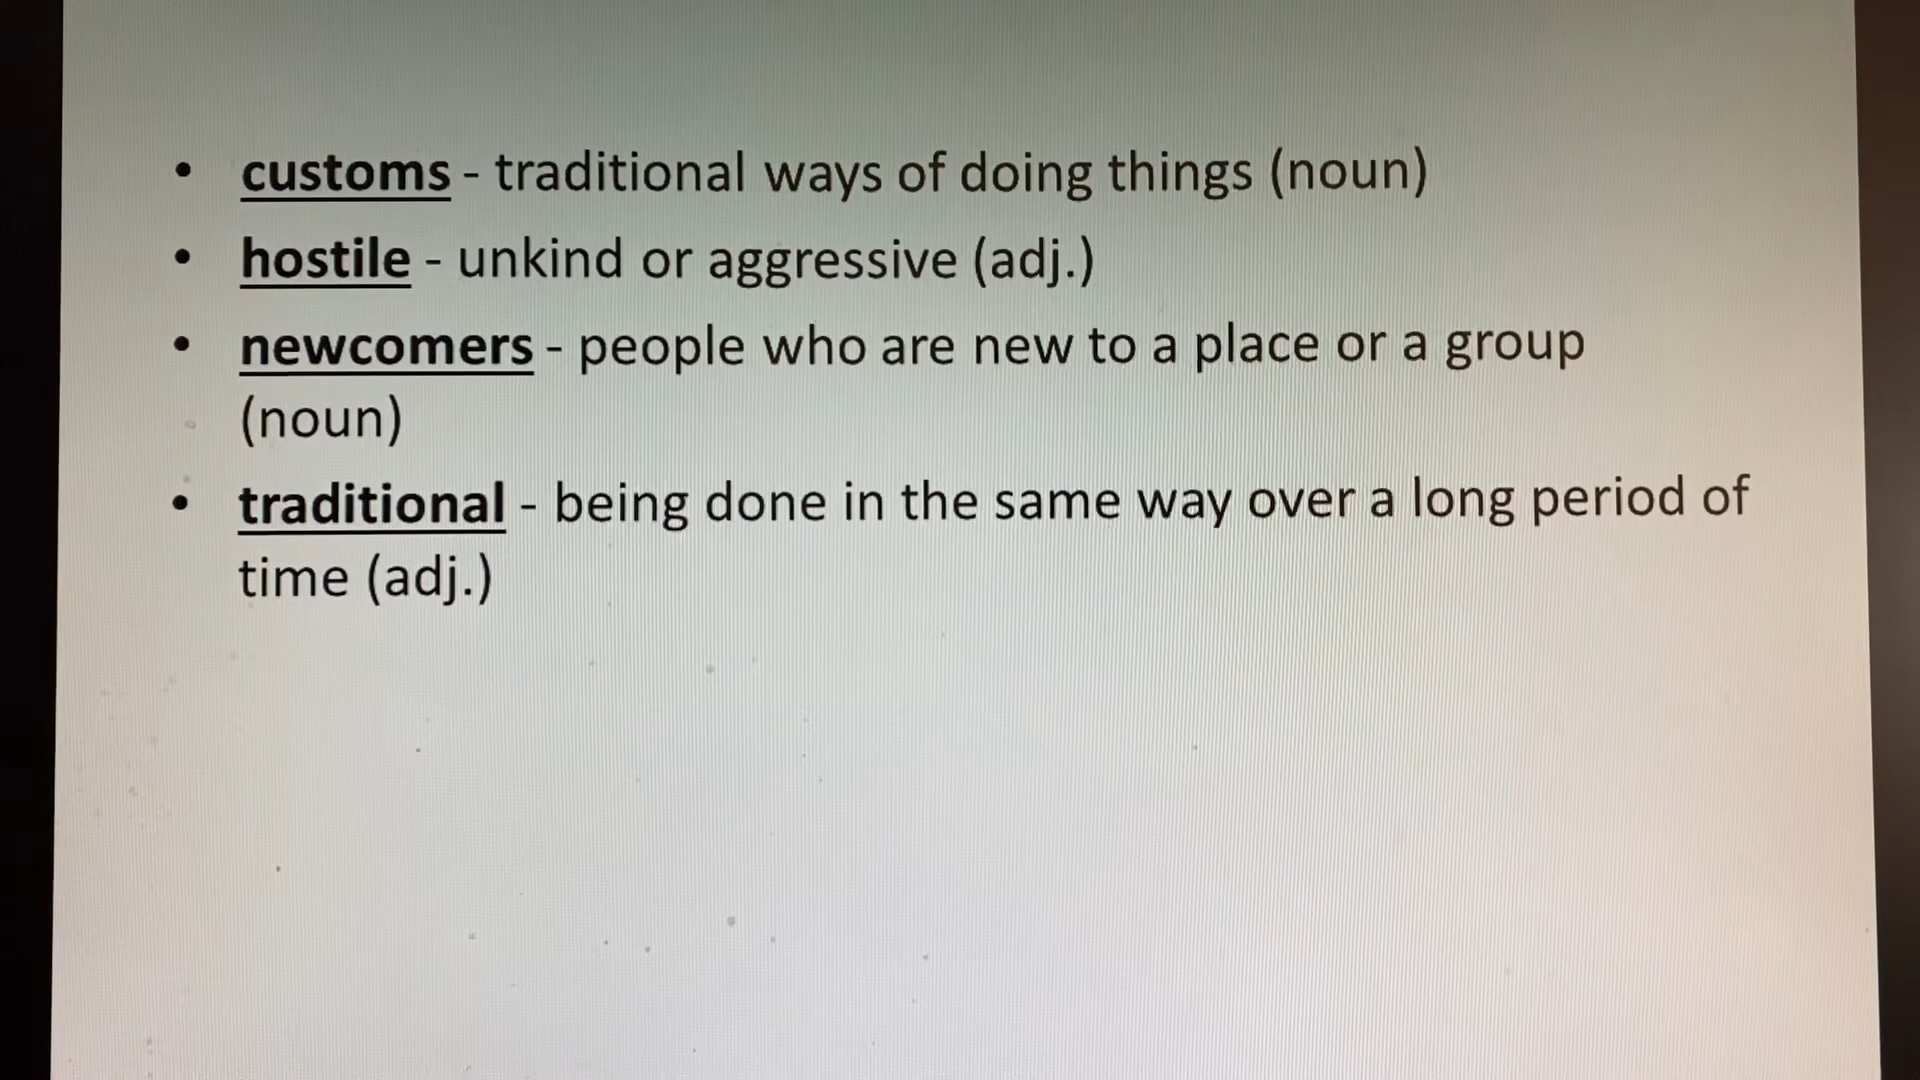 • customs - traditional ways of doing things (noun)
• hostile - unkind or aggressive (adj.)
• newcomers - people who are new to a place or a group
(noun)
• traditional - being done in the same way over a long period of
time (adj.)